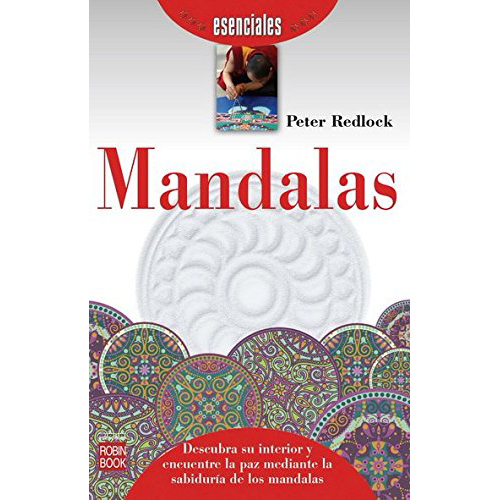 esenciales
Peter Redlock
Mandalas
Descubra su interior y
encuentre la paz mediante la
sabiduría de los mandalas
ROBIN
BOOK